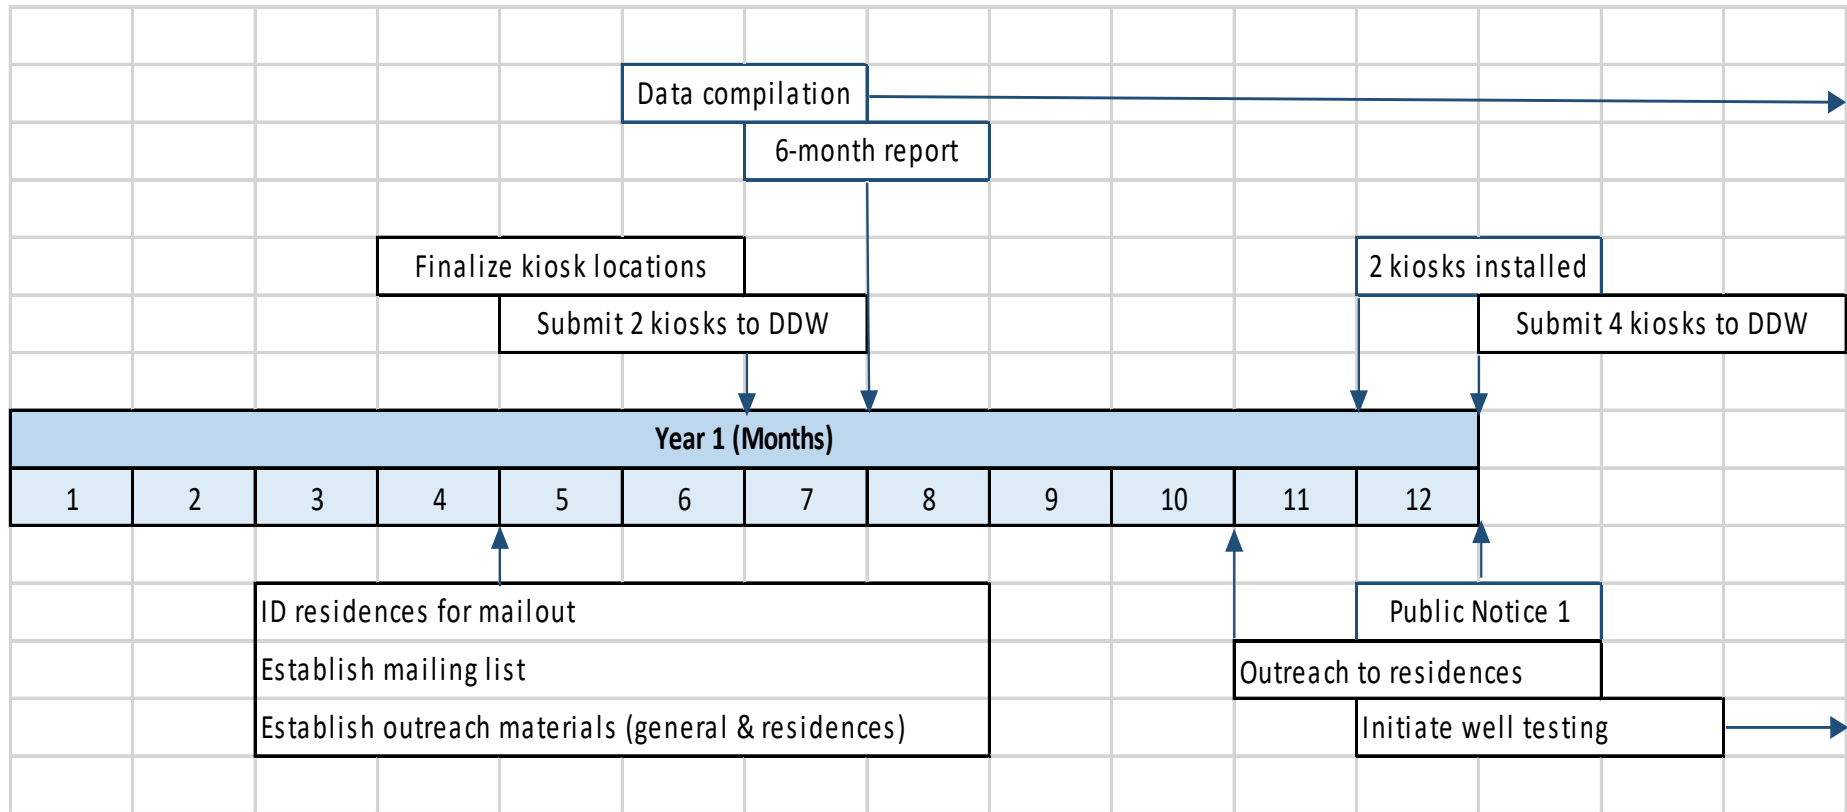 Data compilation
6-month report
Finalize kiosk locations
2 kiosks installed
Submit 2 kiosks to DDW
Submit 4 kiosks to DDW
Year 1 (Months)
1 2 3 4 5 6 7 8 9 10 11 12
ID residences for mailout
Public Notice 1
Establish mailing list
Outreach to residences
Establish outreach materials (general & residences)
Initiate well testing